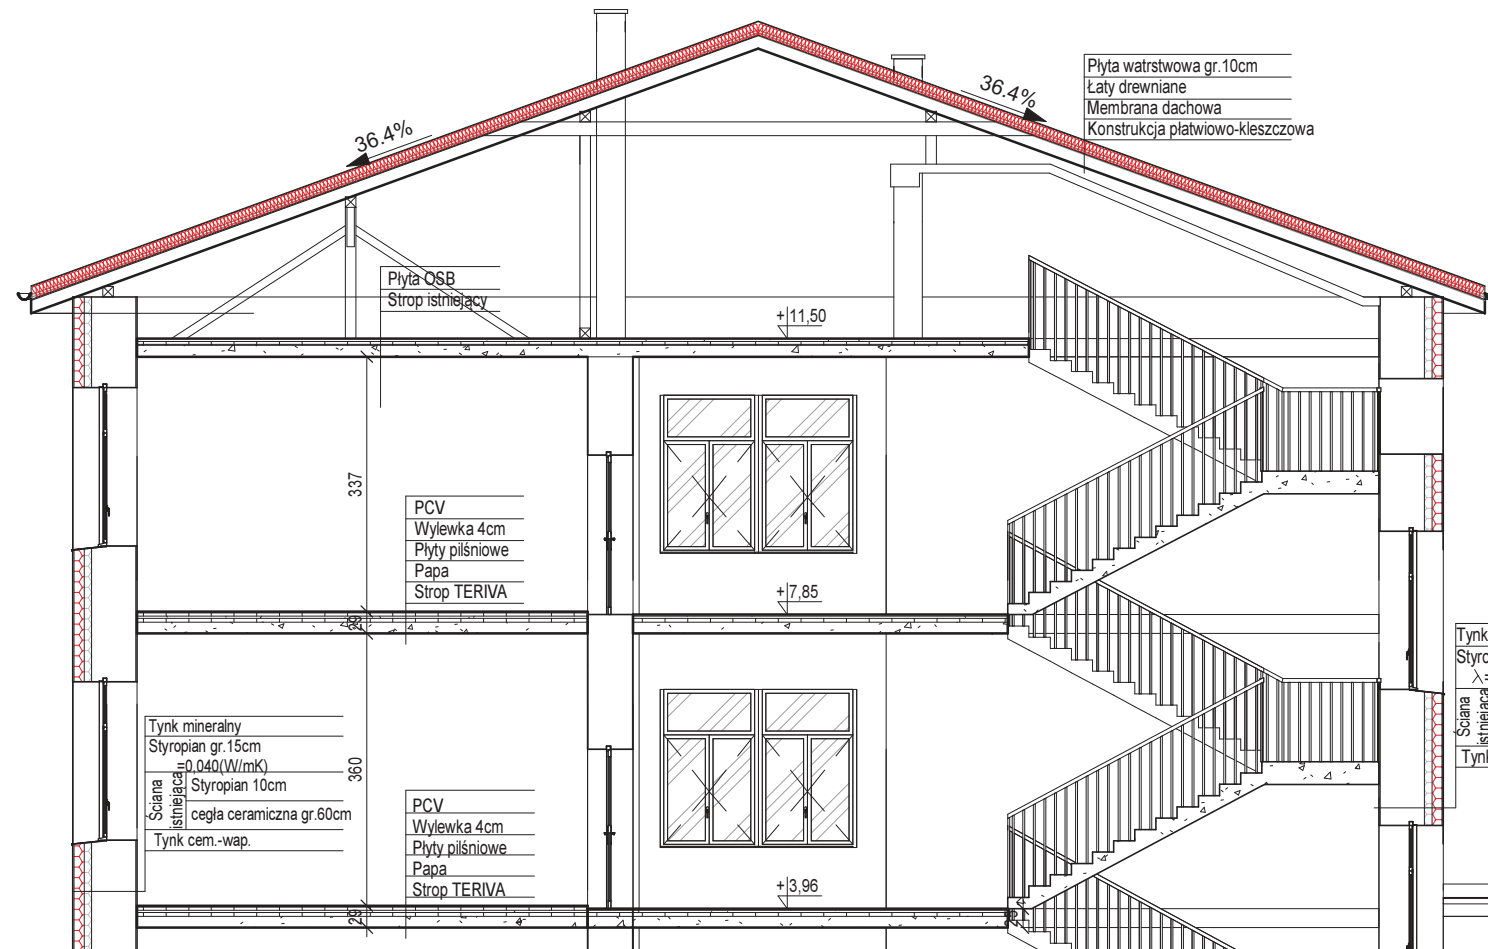 36.4%
36.4%
Płyta watrstwowa gr.10cm
Łaty drewniane
Membrana dachowa
Konstrukcja płatwiowo-kleszczowa
Płyta OSB
Strop istniejący
+11,50
337
PCV
Wylewka 4cm
Płyty pilśniowe
Papa
Strop TERIVA
+7,85
29
Tynk mineralny
Styropian gr.15cm
=0,040(W/mK)
Ściana istniejąca
Styropian 10cm
cegła ceramiczna gr.60cm
Tynk cem.-wap.
360
PCV
Wylewka 4cm
Płyty pilśniowe
Papa
Strop TERIVA
+3,96
29
Tynk
Styro
Ściana istniejąca
Tynk